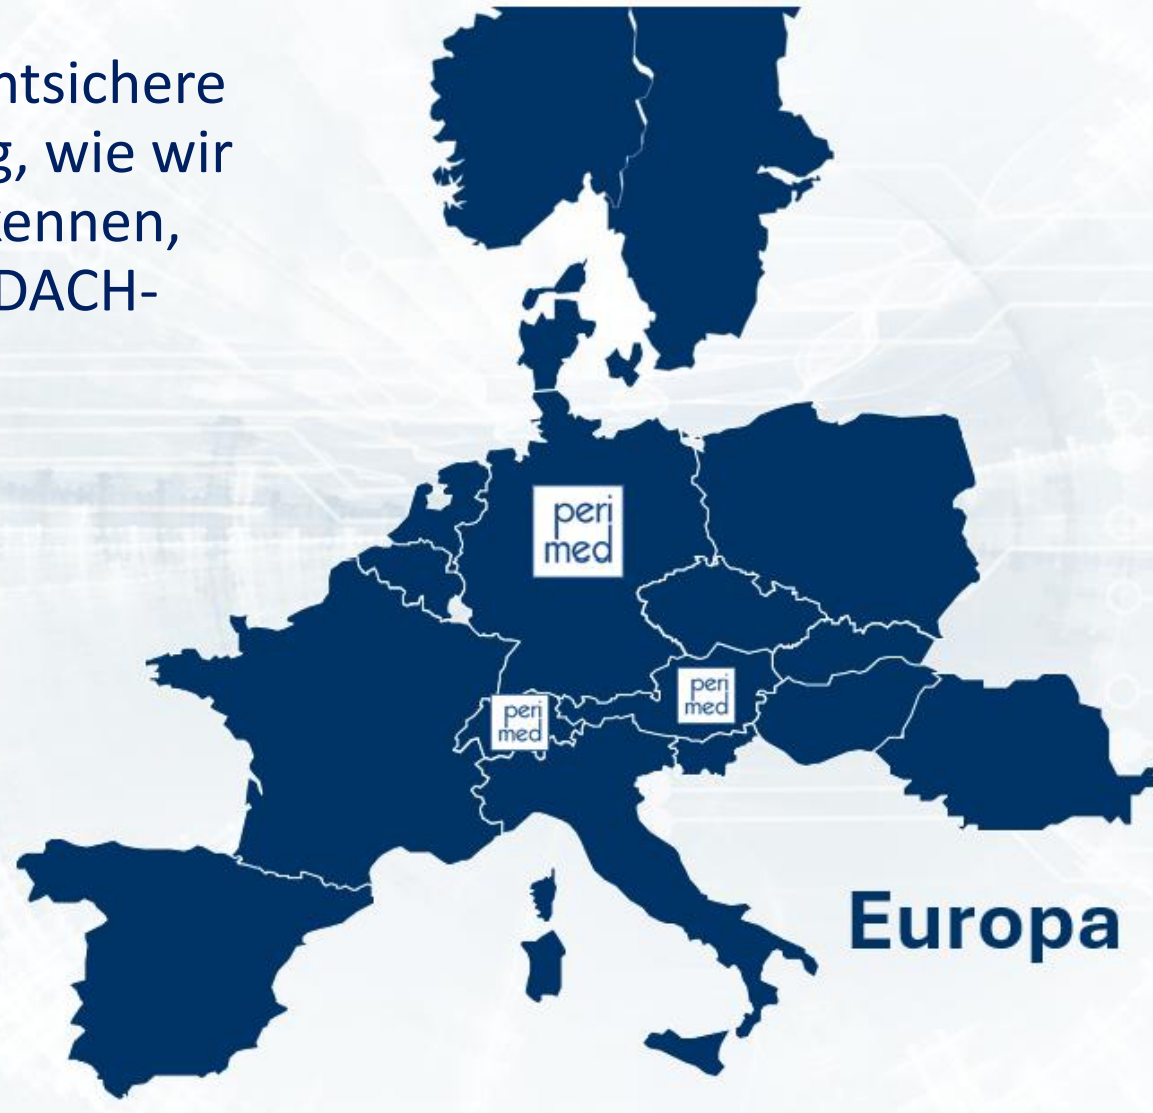 ntsichere
g, wie wir
kennen,
DACH-
peri
med
peri
med
peri
med
Europa